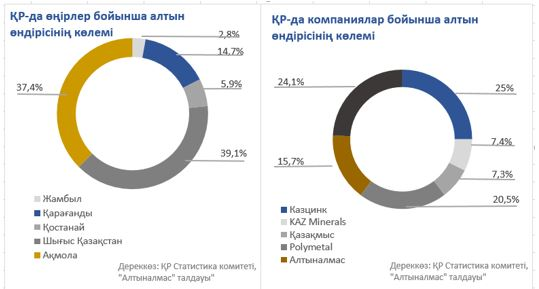 ҚР-да өңірлер бойынша алтын
өндірісінің көлемі
2,8%
14,7%
5,9%
37,4%
39,1%
Жамбыл
Қарағанды
Қостанай
Шығыс Қазақстан
Ақмола
Дереккөз: ҚР Статистика комитеті,
"Алтыналмас" талдауы"
ҚР-да компаниялар бойынша алтын
өндірісінің көлемі
24,1%
25%
7.4%
7,3%
15,7%
20,5%
Казцинк
KAZ Minerals
Қазақмыс
Polymetal
Алтыналмас
Дереккөз: ҚР Статистика комитеті,
"Алтыналмас" талдауы"